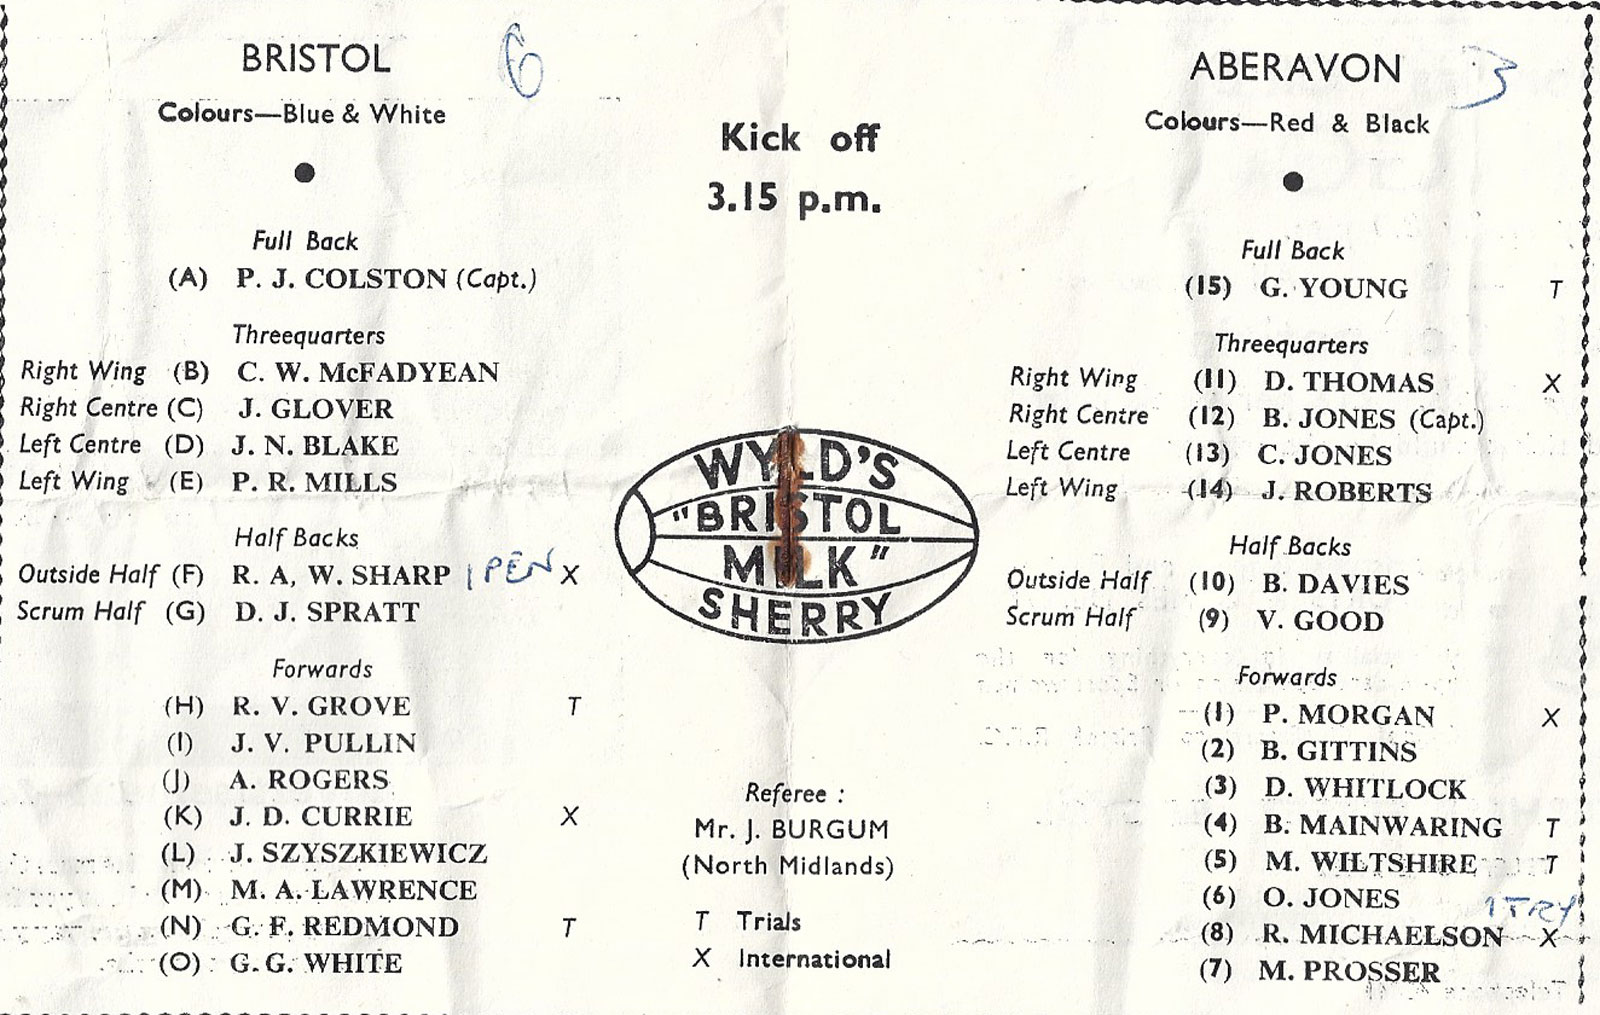 BRISTOL 6
Colours—Blue & White
Full Back
(A) P. J. COLSTON (Capt.)
Threequarters
Right Wing (B) C. W. McFADYEAN
Right Centre (C) J. GLOVER
Left Centre (D) J. N. BLAKE
Left Wing (E) P. R. MILLS
Half Backs
Outside Half (F) R. A, W. SHARP 1 PEN X
Scrum Half (G) D. J. SPRATT
Forwards
(H) R. V. GROVE T
(I) J. V. PULLIN
(J) A. ROGERS
(K) J. D. CURRIE X
(L) J. SZYSZKIEWICZ
(M) M. A. LAWRENCE
(N) G. F. REDMOND T
(O) G. G. WHITE
Kick off
3.15 p.m.
WYLD'S
"BRISTOL
MILK"
SHERRY
Referee :
Mr. J. BURGUM
(North Midlands)
T Trials
X International
ABERAVON 3
Colours—Red & Black
Full Back
(15) G. YOUNG T
Threequarters
Right Wing (11) D. THOMAS X
Right Centre (12) B. JONES (Capt.)
Left Centre (13) C. JONES
Left Wing (14) J. ROBERTS
Half Backs
Outside Half (10) B. DAVIES
Scrum Half (9) V. GOOD
Forwards
(1) P. MORGAN X
(2) B. GITTINS
(3) D. WHITLOCK
(4) B. MAINWARING T
(5) M. WILTSHIRE T
(6) O. JONES
1 TRY
(8) R. MICHAELSON X
(7) M. PROSSER